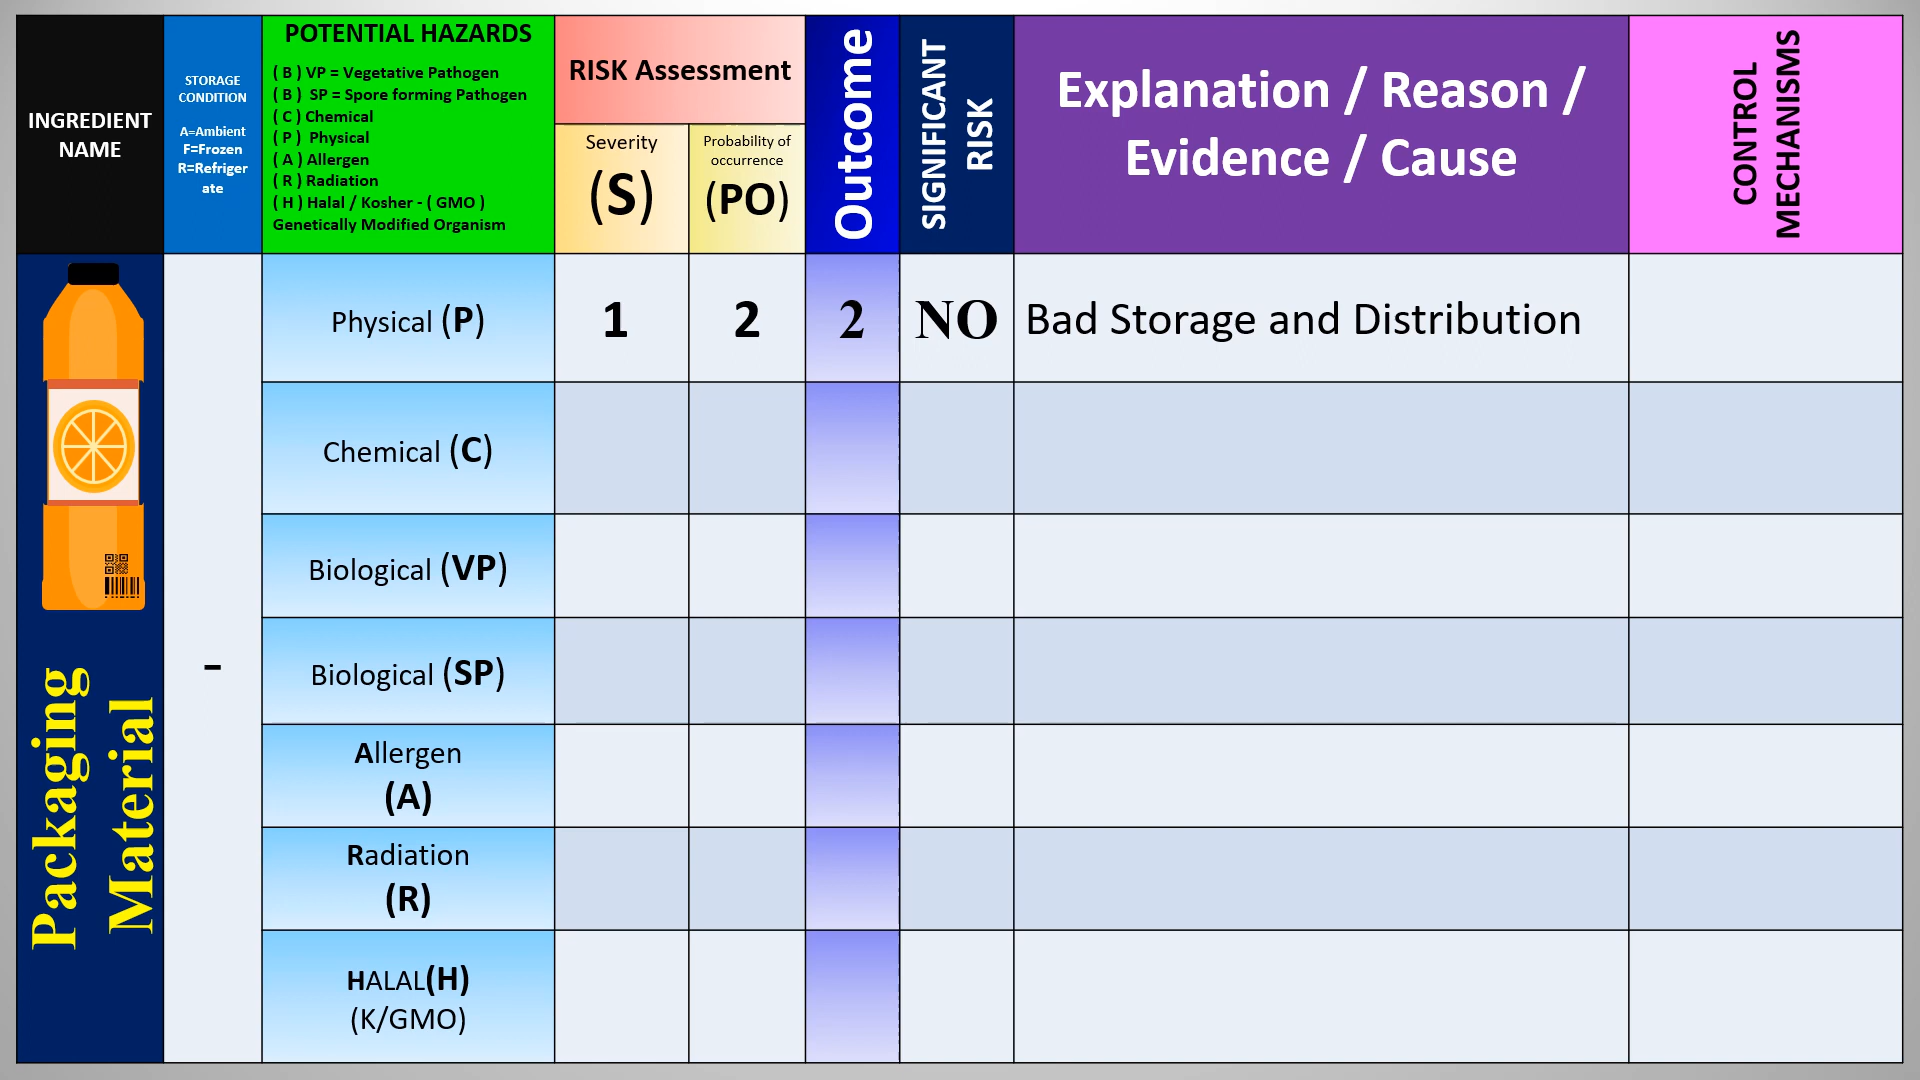 INGREDIENT
NAME
STORAGE
CONDITION
A=Ambient
F=Frozen
R=Refriger
ate
POTENTIAL HAZARDS
( B ) VP = Vegetative Pathogen
( B )  SP = Spore forming Pathogen
( C ) Chemical
( P )  Physical
( A ) Allergen
( R ) Radiation
( H ) Halal / Kosher - ( GMO )
Genetically Modified Organism
RISK Assessment
Severity
(S)
Probability of
occurrence
(PO)
Outcome
SIGNIFICANT
RISK
Explanation / Reason /
Evidence / Cause
CONTROL
MECHANISMS
Packaging
Material
-
Physical (P)
1
2
2
NO
Bad Storage and Distribution
Chemical (C)
Biological (VP)
Biological (SP)
Allergen
(A)
Radiation
(R)
HALAL(H)
(K/GMO)